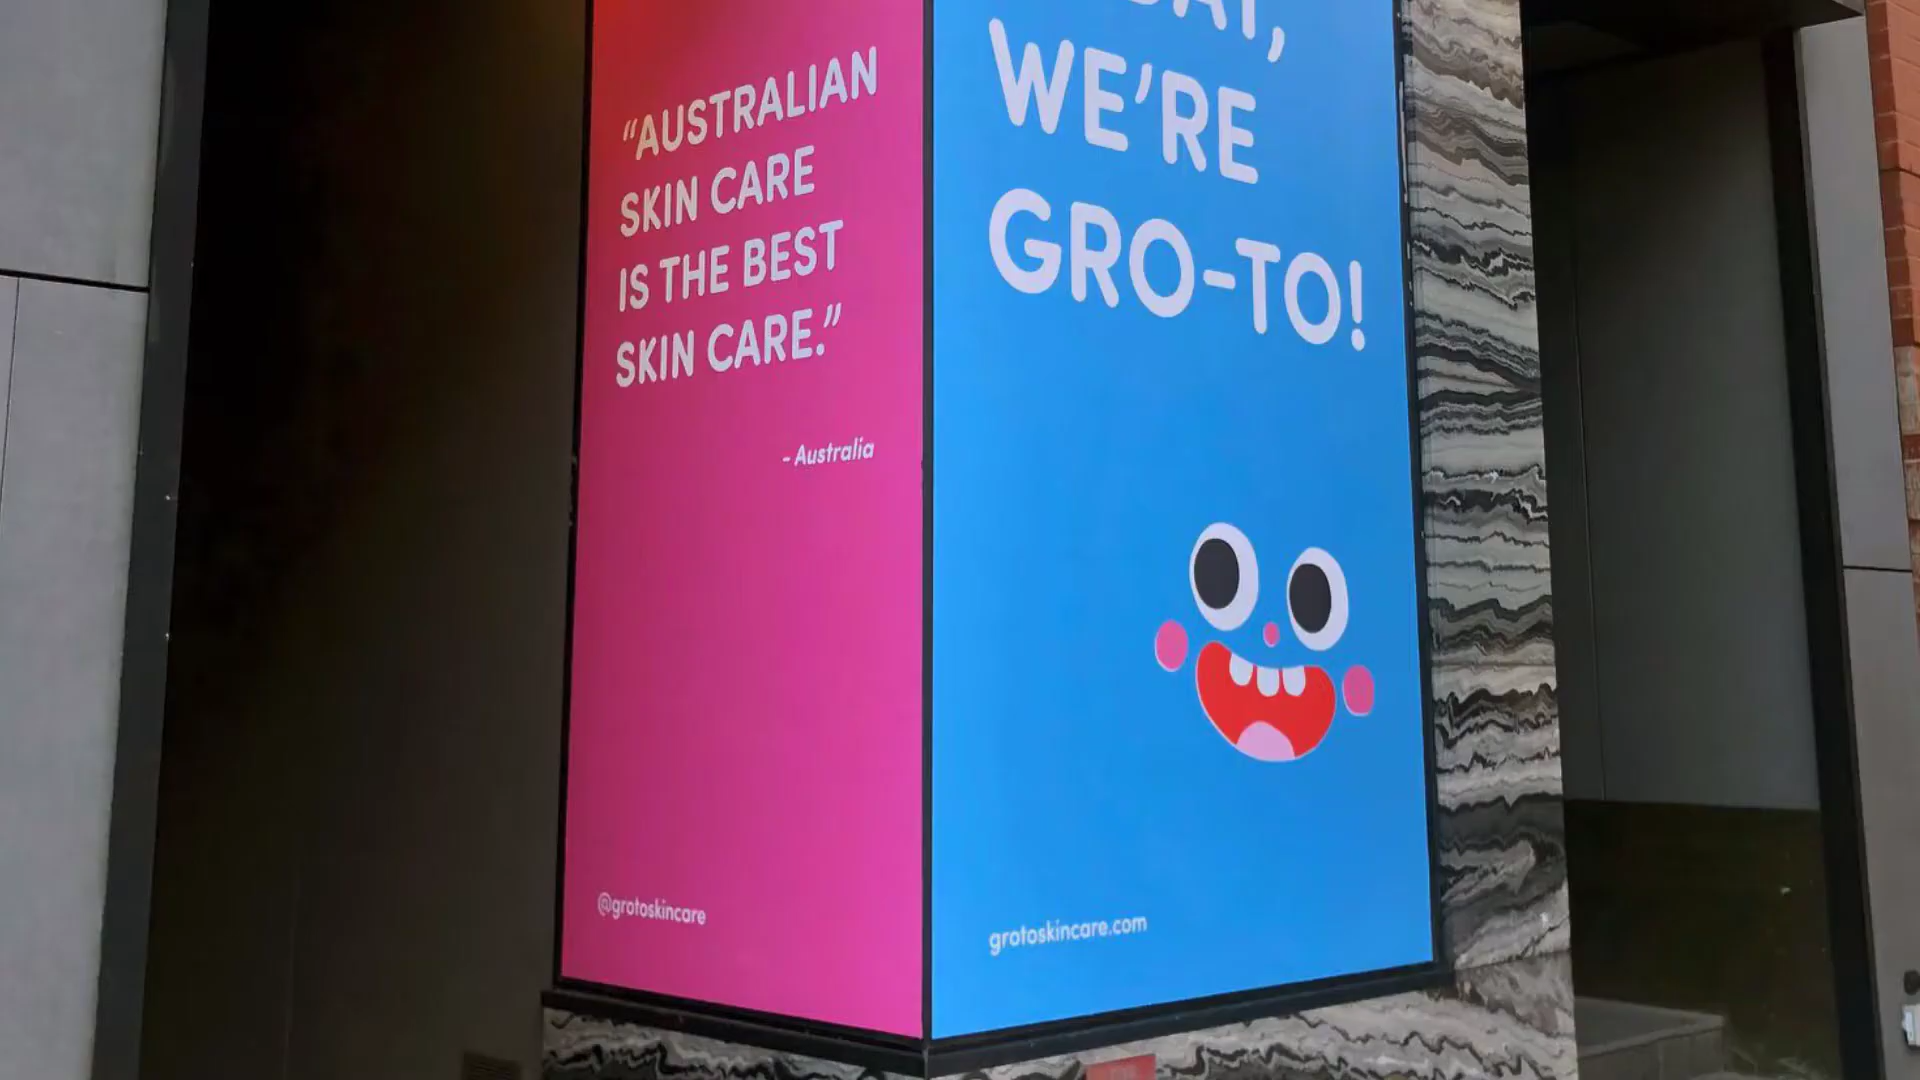 “AUSTRALIAN
SKIN CARE
IS THE BEST
SKIN CARE.”
- Australia
@grotoskincare
WE’RE
GRO-TO!
grotoskincare.com